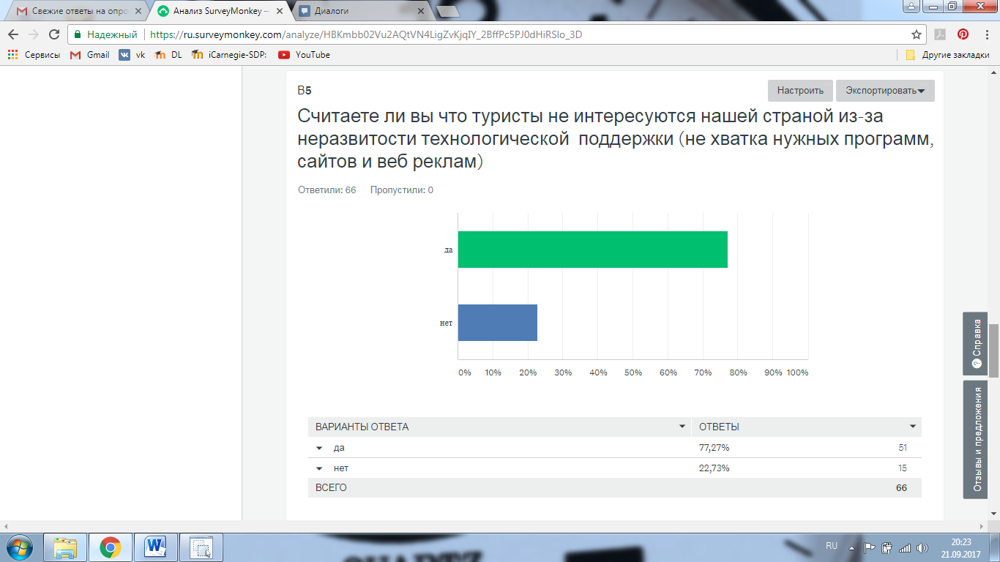 Свежие ответы на опро
Анализ SurveyMonkey —
Диалоги
Надежный
https://ru.surveymonkey.com/analyze/HBKmbb02Vu2AQtVN4LigZvKjqIY_2BffPc5PJ0dHiRSIo_3D
Сервисы
Gmail
vk
DL
iCarnegie-SDP:
YouTube
Другие закладки
В5
Настроить
Экспортировать
Считаете ли вы что туристы не интересуются нашей страной из-за
неразвитости технологической  поддержки (не хватка нужных программ,
сайтов и веб реклам)
Ответили: 66
Пропустили: 0
да
нет
0% 10% 20% 30% 40% 50% 60% 70% 80% 90% 100%
ВАРИАНТЫ ОТВЕТА ОТВЕТЫ
да 77,27% 51
нет 22,73% 15
ВСЕГО 66
Справка
Отзывы и предложения
RU
20:23
21.09.2017